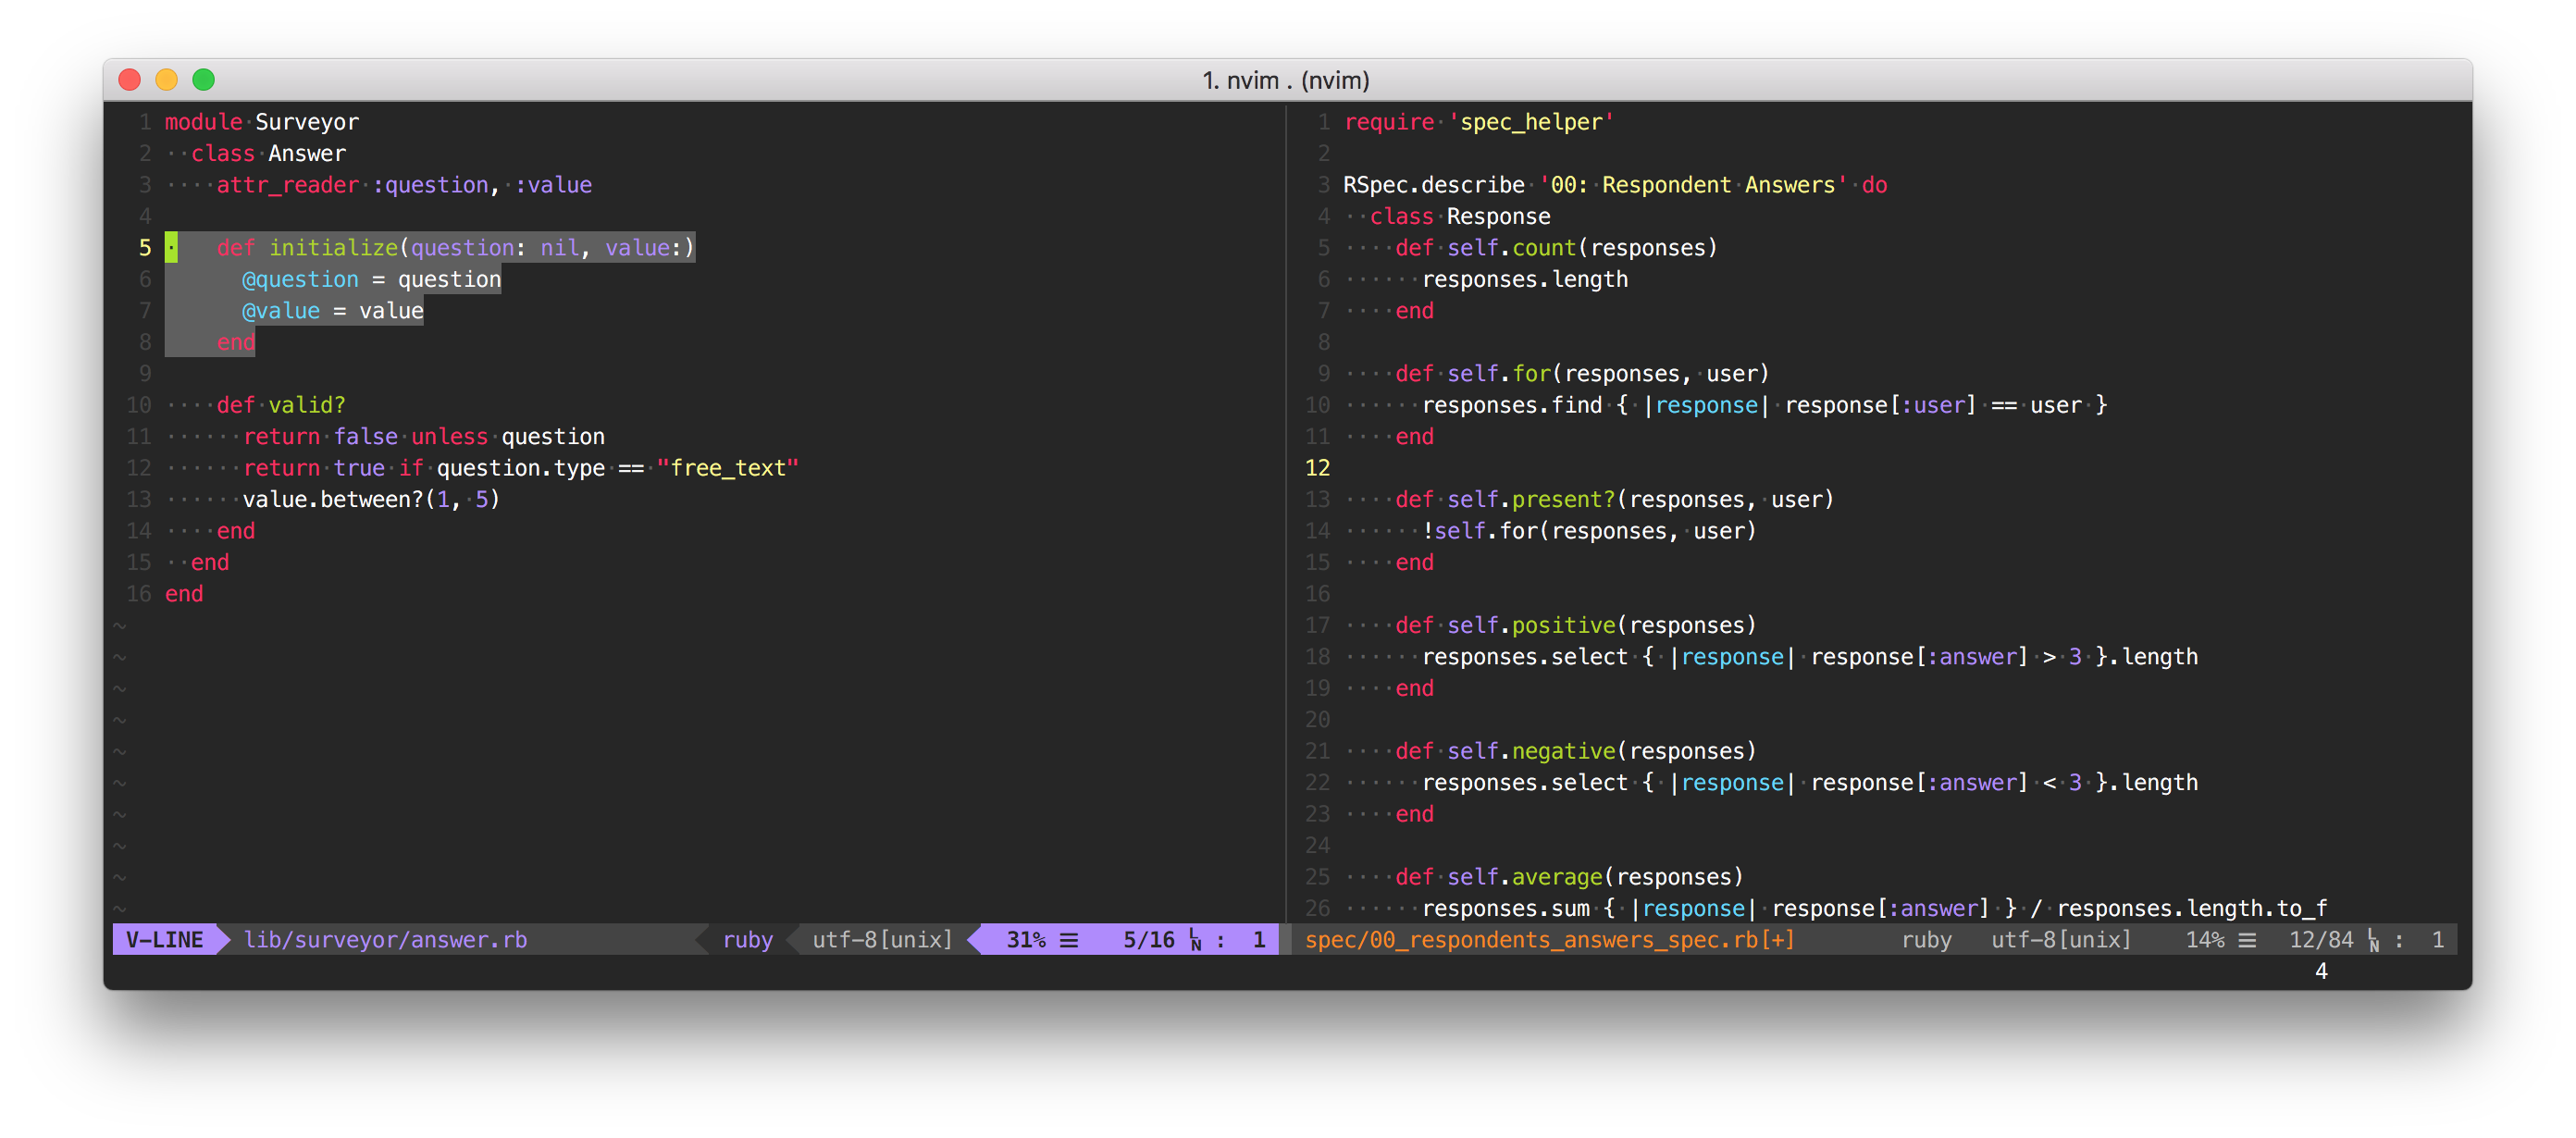 1. nvim . (nvim)
1 module·Surveyor
2 ··class·Answer
3 ····attr_reader·:question,·:value
4
5 ·   def initialize(question: nil, value:)
6       @question = question
7       @value = value
8     end
9
10 ····def·valid?
11 ······return·false·unless·question
12 ······return·true·if·question.type·==·"free_text"
13 ······value.between?(1,·5)
14 ····end
15 ··end
16 end
~
~
~
~
~
~
~
~
~
~
V-LINE lib/surveyor/answer.rb ruby utf-8[unix] 31% ☰ 5/16 LN : 1
1 require·'spec_helper'
2
3 RSpec.describe·'00:·Respondent·Answers'·do
4 ··class·Response
5 ····def·self.count(responses)
6 ······responses.length
7 ····end
8
9 ····def·self.for(responses,·user)
10 ······responses.find·{·|response|·response[:user]·==·user·}
11 ····end
12
13 ····def·self.present?(responses,·user)
14 ······!self.for(responses,·user)
15 ····end
16
17 ····def·self.positive(responses)
18 ······responses.select·{·|response|·response[:answer]·>·3·}.length
19 ····end
20
21 ····def·self.negative(responses)
22 ······responses.select·{·|response|·response[:answer]·<·3·}.length
23 ····end
24
25 ····def·self.average(responses)
26 ······responses.sum·{·|response|·response[:answer]·}·/·responses.length.to_f
spec/00_respondents_answers_spec.rb[+] ruby utf-8[unix] 14% ☰ 12/84 LN : 1
4